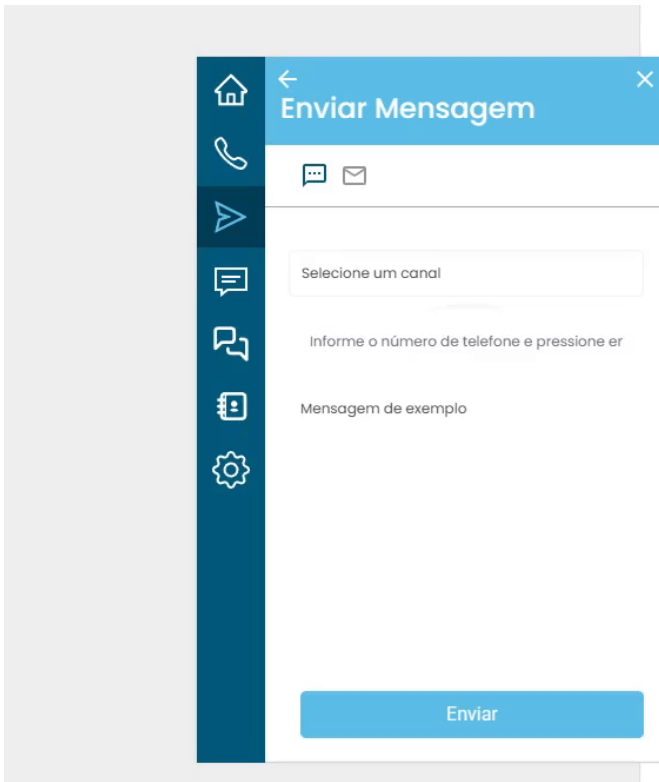 Enviar Mensagem
Selecione um canal
Informe o número de telefone e pressione er
Mensagem de exemplo
Enviar